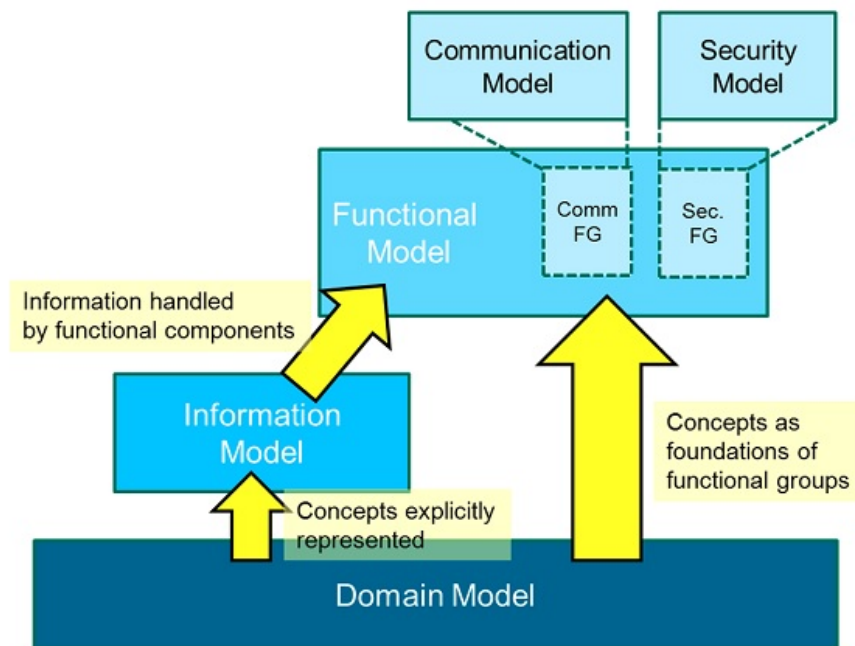 Communication
Model
Security
Model
Functional
Model
Comm
FG
Sec.
FG
Information handled
by functional components
Information
Model
Concepts as
foundations of
functional groups
Concepts explicitly
represented
Domain Model